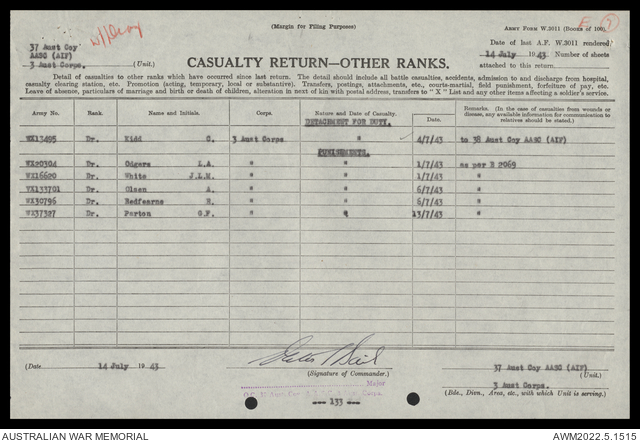 (Margin for Filing Purposes)
ARMY FORM W.3011 (BOOKS OF 100).
E 7
37 Aust Coy
AASC (AIF)
3 Aust Corps. (Unit.)
Date of last A.F. W.3011 rendered
14 July 1943. Number of sheets
attached to this return
CASUALTY RETURN—OTHER RANKS.
Detail of casualties to other ranks which have occurred since last return. The detail should include all battle casualties, accidents, admission to and discharge from hospital,
casualty clearing station, etc. Promotion (acting, temporary, local or substantive). Transfers, postings, attachments, etc., courts-martial, field punishment, forfeiture of pay, etc.
Leave of absence, particulars of marriage and birth or death of children, alteration in next of kin with postal address, transfers to "X" List and any other items affecting a soldier's service.
Army No. Rank. Name and Initials. Corps. Nature and Date of Casualty. Date. Remarks. (In the case of casualties from wounds or disease, any available information for communication to relatives should be stated.)
DETACHMENT FOR DUTY.
WX13495 Dr. Kidd C. 3 Aust Corps. " 4/7/43 to 38 Aust Coy AASC (AIF)
PUNISHMENTS.
WX20304 Dr. Odgers L.A. " " 1/7/43 as per B 2069
WX16620 Dr. White J.L.M. " " 1/7/43 "
WX133701 Dr. Olsen A. " " 6/7/43 "
WX30796 Dr. Redfearne H. " " 6/7/43 "
WX37327 Dr. Parton G.F. " " 13/7/43 "
(Date 14 July 1943
(Signature of Commander.)
Major
--- 133 ---
37 Aust Coy AASC (AIF)
(Unit.)
3 Aust Corps.
(Bde., Divn., Area, etc., with which Unit is serving.)
AUSTRALIAN WAR MEMORIAL
AWM2022.5.1515